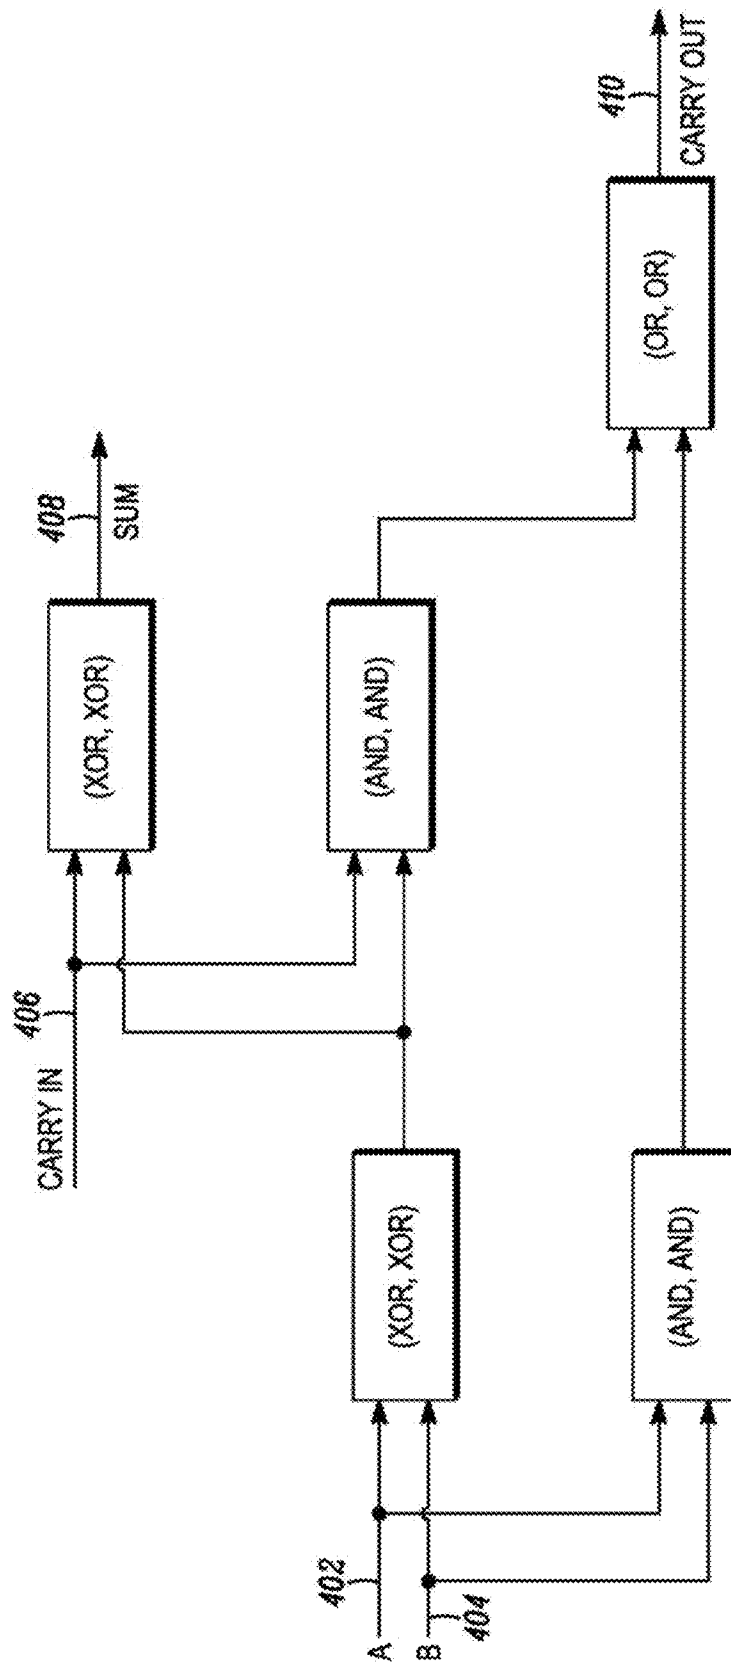 CARRY IN
406
(XOR, XOR)
408
SUM
A
402
B
404
(XOR, XOR)
(AND, AND)
(AND, AND)
(OR, OR)
410
CARRY OUT